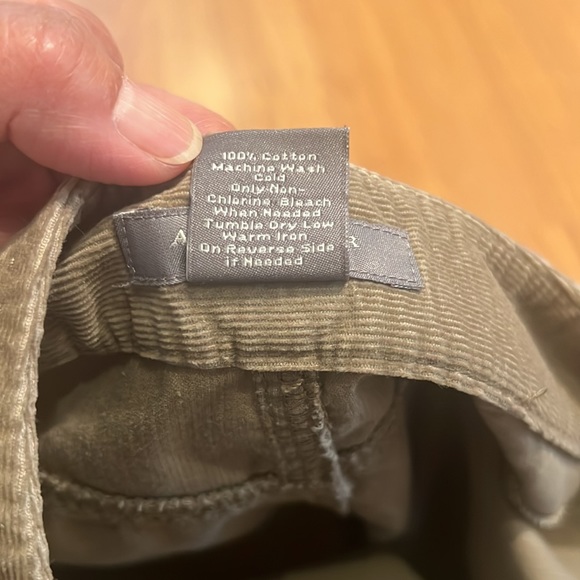 100% Cotton
Machine Wash
Cold
Only Non-
Chlorine Bleach
When Needed
Tumble Dry Low
Warm Iron
On Reverse Side
if Needed
A R